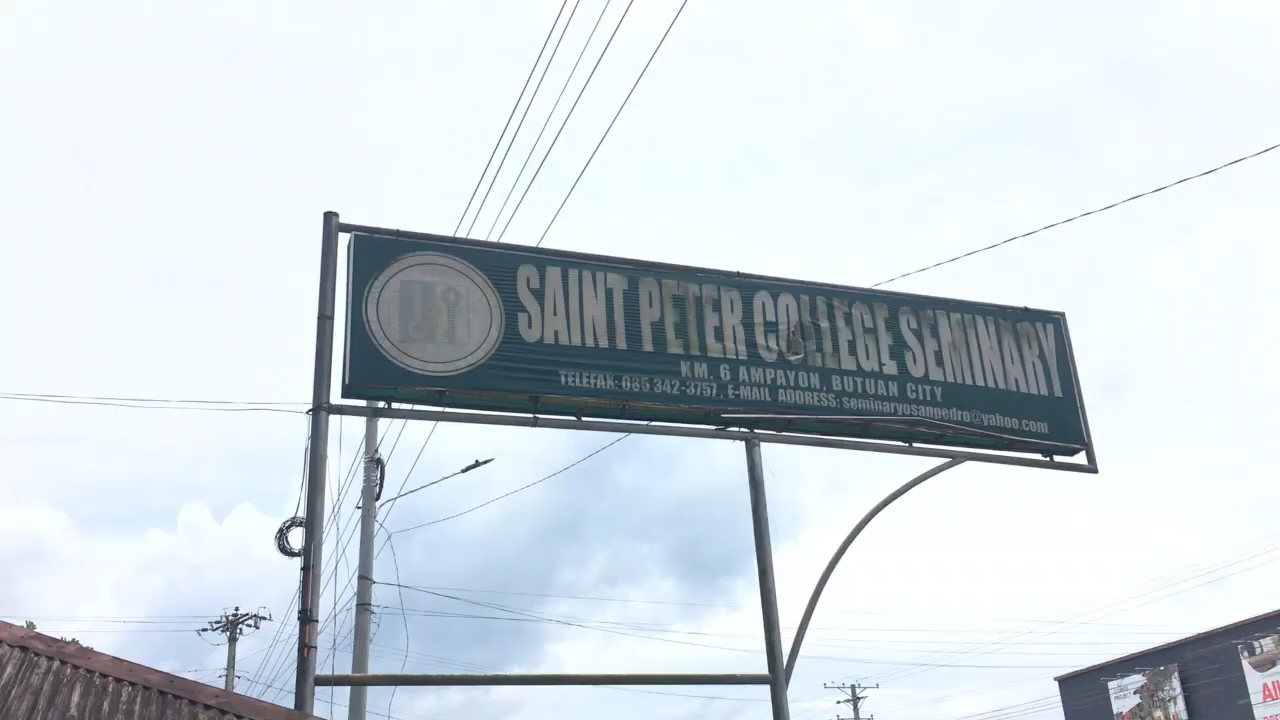 SAINT PETER COLLEGE SEMINARY
KM. 6 AMPAYON, BUTUAN CITY
TELEFAX: 085 342-3757, E-MAIL ADDRESS: seminaryosanpedro@yahoo.com